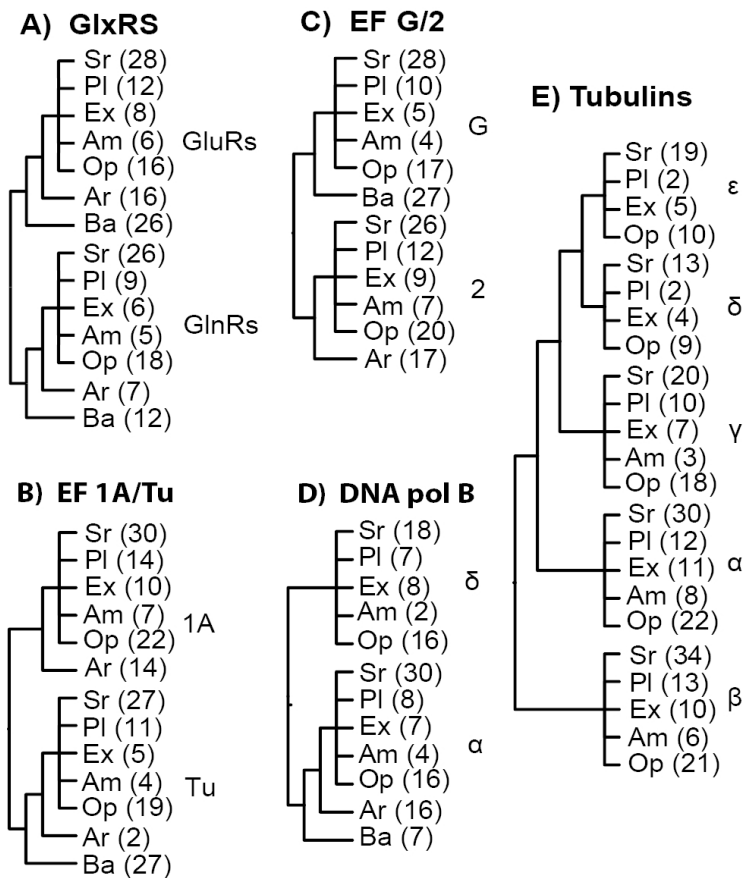 A) GlxRS
Sr (28)
Pl (12)
Ex (8)
Am (6)
Op (16)
GluRs
Ar (16)
Ba (26)
Sr (26)
Pl (9)
Ex (6)
Am (5)
Op (18)
GlnRs
Ar (7)
Ba (12)
B) EF 1A/Tu
Sr (30)
Pl (14)
Ex (10)
Am (7)
Op (22)
1A
Ar (14)
Sr (27)
Pl (11)
Ex (5)
Am (4)
Op (19)
Tu
Ar (2)
Ba (27)
C) EF G/2
Sr (28)
Pl (10)
Ex (5)
G
Am (4)
Op (17)
Ba (27)
Sr (26)
Pl (12)
Ex (9)
2
Am (7)
Op (20)
Ar (17)
D) DNA pol B
Sr (18)
Pl (7)
Ex (8)
δ
Am (2)
Op (16)
Sr (30)
Pl (8)
Ex (7)
α
Am (4)
Op (16)
Ar (16)
Ba (7)
E) Tubulins
Sr (19)
Pl (2)
ε
Ex (5)
Op (10)
Sr (13)
Pl (2)
δ
Ex (4)
Op (9)
Sr (20)
Pl (10)
Ex (7)
γ
Am (3)
Op (18)
Sr (30)
Pl (12)
Ex (11)
α
Am (8)
Op (22)
Sr (34)
Pl (13)
β
Ex (10)
Am (6)
Op (21)